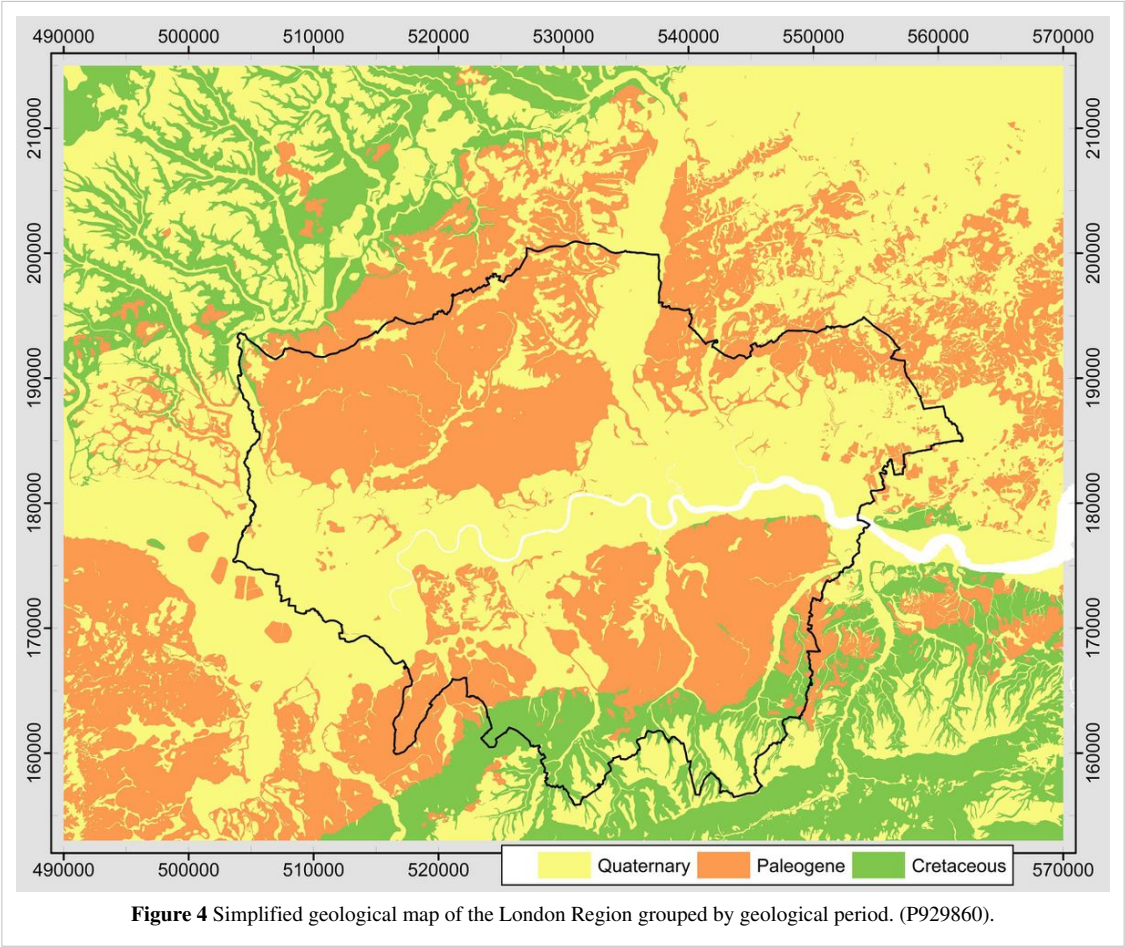 490000 500000 510000 520000 530000 540000 550000 560000 570000
210000 210000
200000 200000
190000 190000
180000 180000
170000 170000
160000 160000
Quaternary Paleogene Cretaceous
490000 500000 510000 520000 570000
Figure 4 Simplified geological map of the London Region grouped by geological period. (P929860).